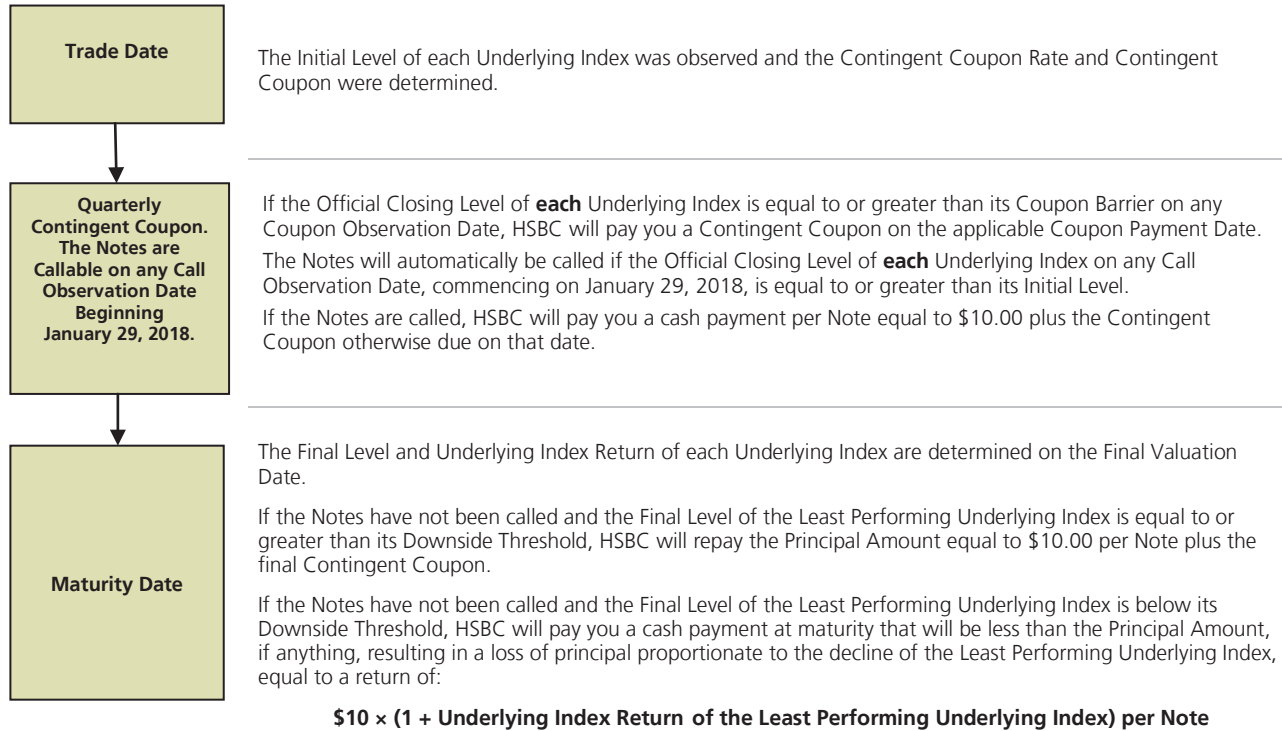 Trade Date
The Initial Level of each Underlying Index was observed and the Contingent Coupon Rate and Contingent
Coupon were determined.
Quarterly
Contingent Coupon.
The Notes are
Callable on any Call
Observation Date
Beginning
January 29, 2018.
If the Official Closing Level of each Underlying Index is equal to or greater than its Coupon Barrier on any
Coupon Observation Date, HSBC will pay you a Contingent Coupon on the applicable Coupon Payment Date.
The Notes will automatically be called if the Official Closing Level of each Underlying Index on any Call
Observation Date, commencing on January 29, 2018, is equal to or greater than its Initial Level.
If the Notes are called, HSBC will pay you a cash payment per Note equal to $10.00 plus the Contingent
Coupon otherwise due on that date.
Maturity Date
The Final Level and Underlying Index Return of each Underlying Index are determined on the Final Valuation
Date.
If the Notes have not been called and the Final Level of the Least Performing Underlying Index is equal to or
greater than its Downside Threshold, HSBC will repay the Principal Amount equal to $10.00 per Note plus the
final Contingent Coupon.
If the Notes have not been called and the Final Level of the Least Performing Underlying Index is below its
Downside Threshold, HSBC will pay you a cash payment at maturity that will be less than the Principal Amount,
if anything, resulting in a loss of principal proportionate to the decline of the Least Performing Underlying Index,
equal to a return of:
$10 × (1 + Underlying Index Return of the Least Performing Underlying Index) per Note